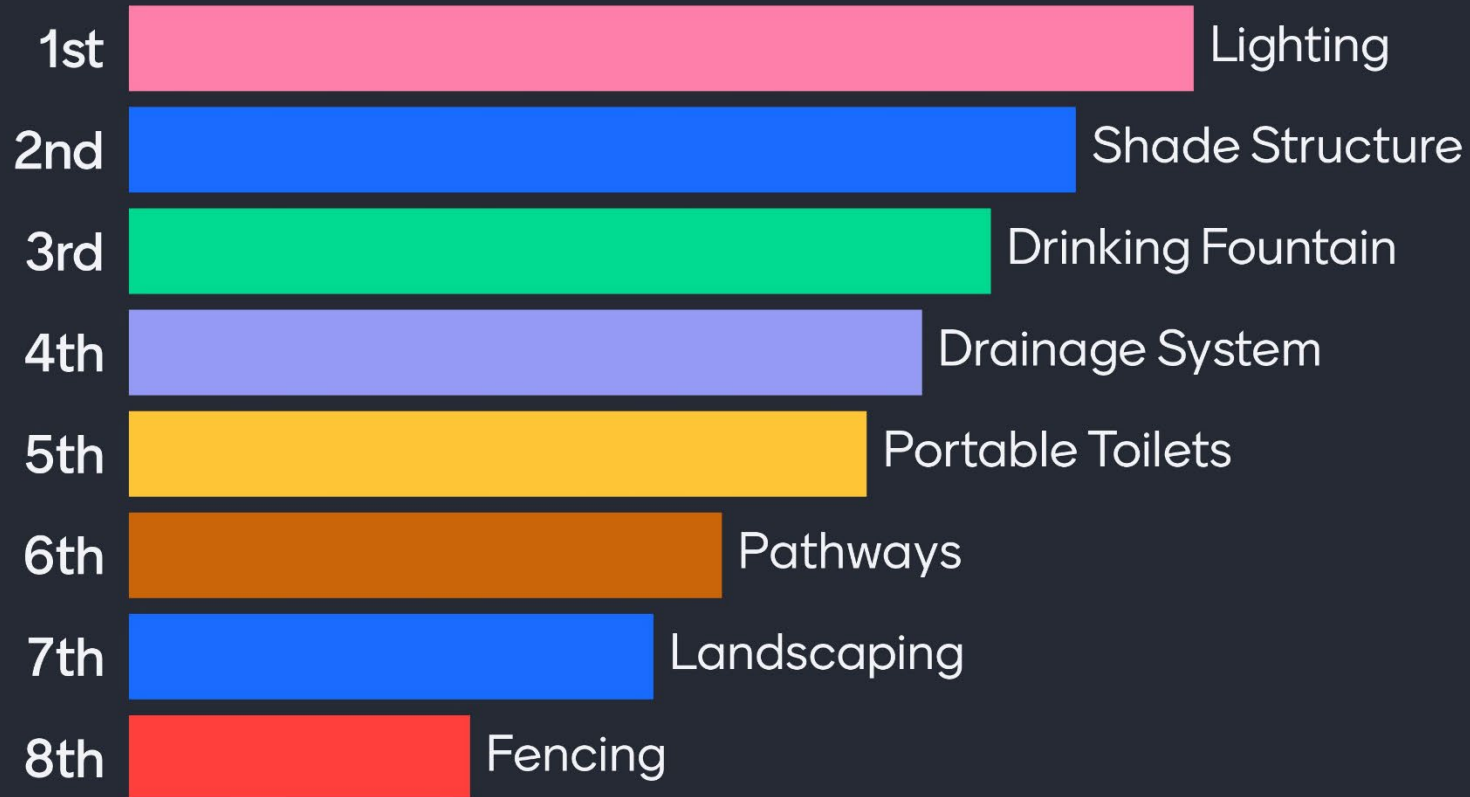 1st Lighting
2nd Shade Structure
3rd Drinking Fountain
4th Drainage System
5th Portable Toilets
6th Pathways
7th Landscaping
8th Fencing